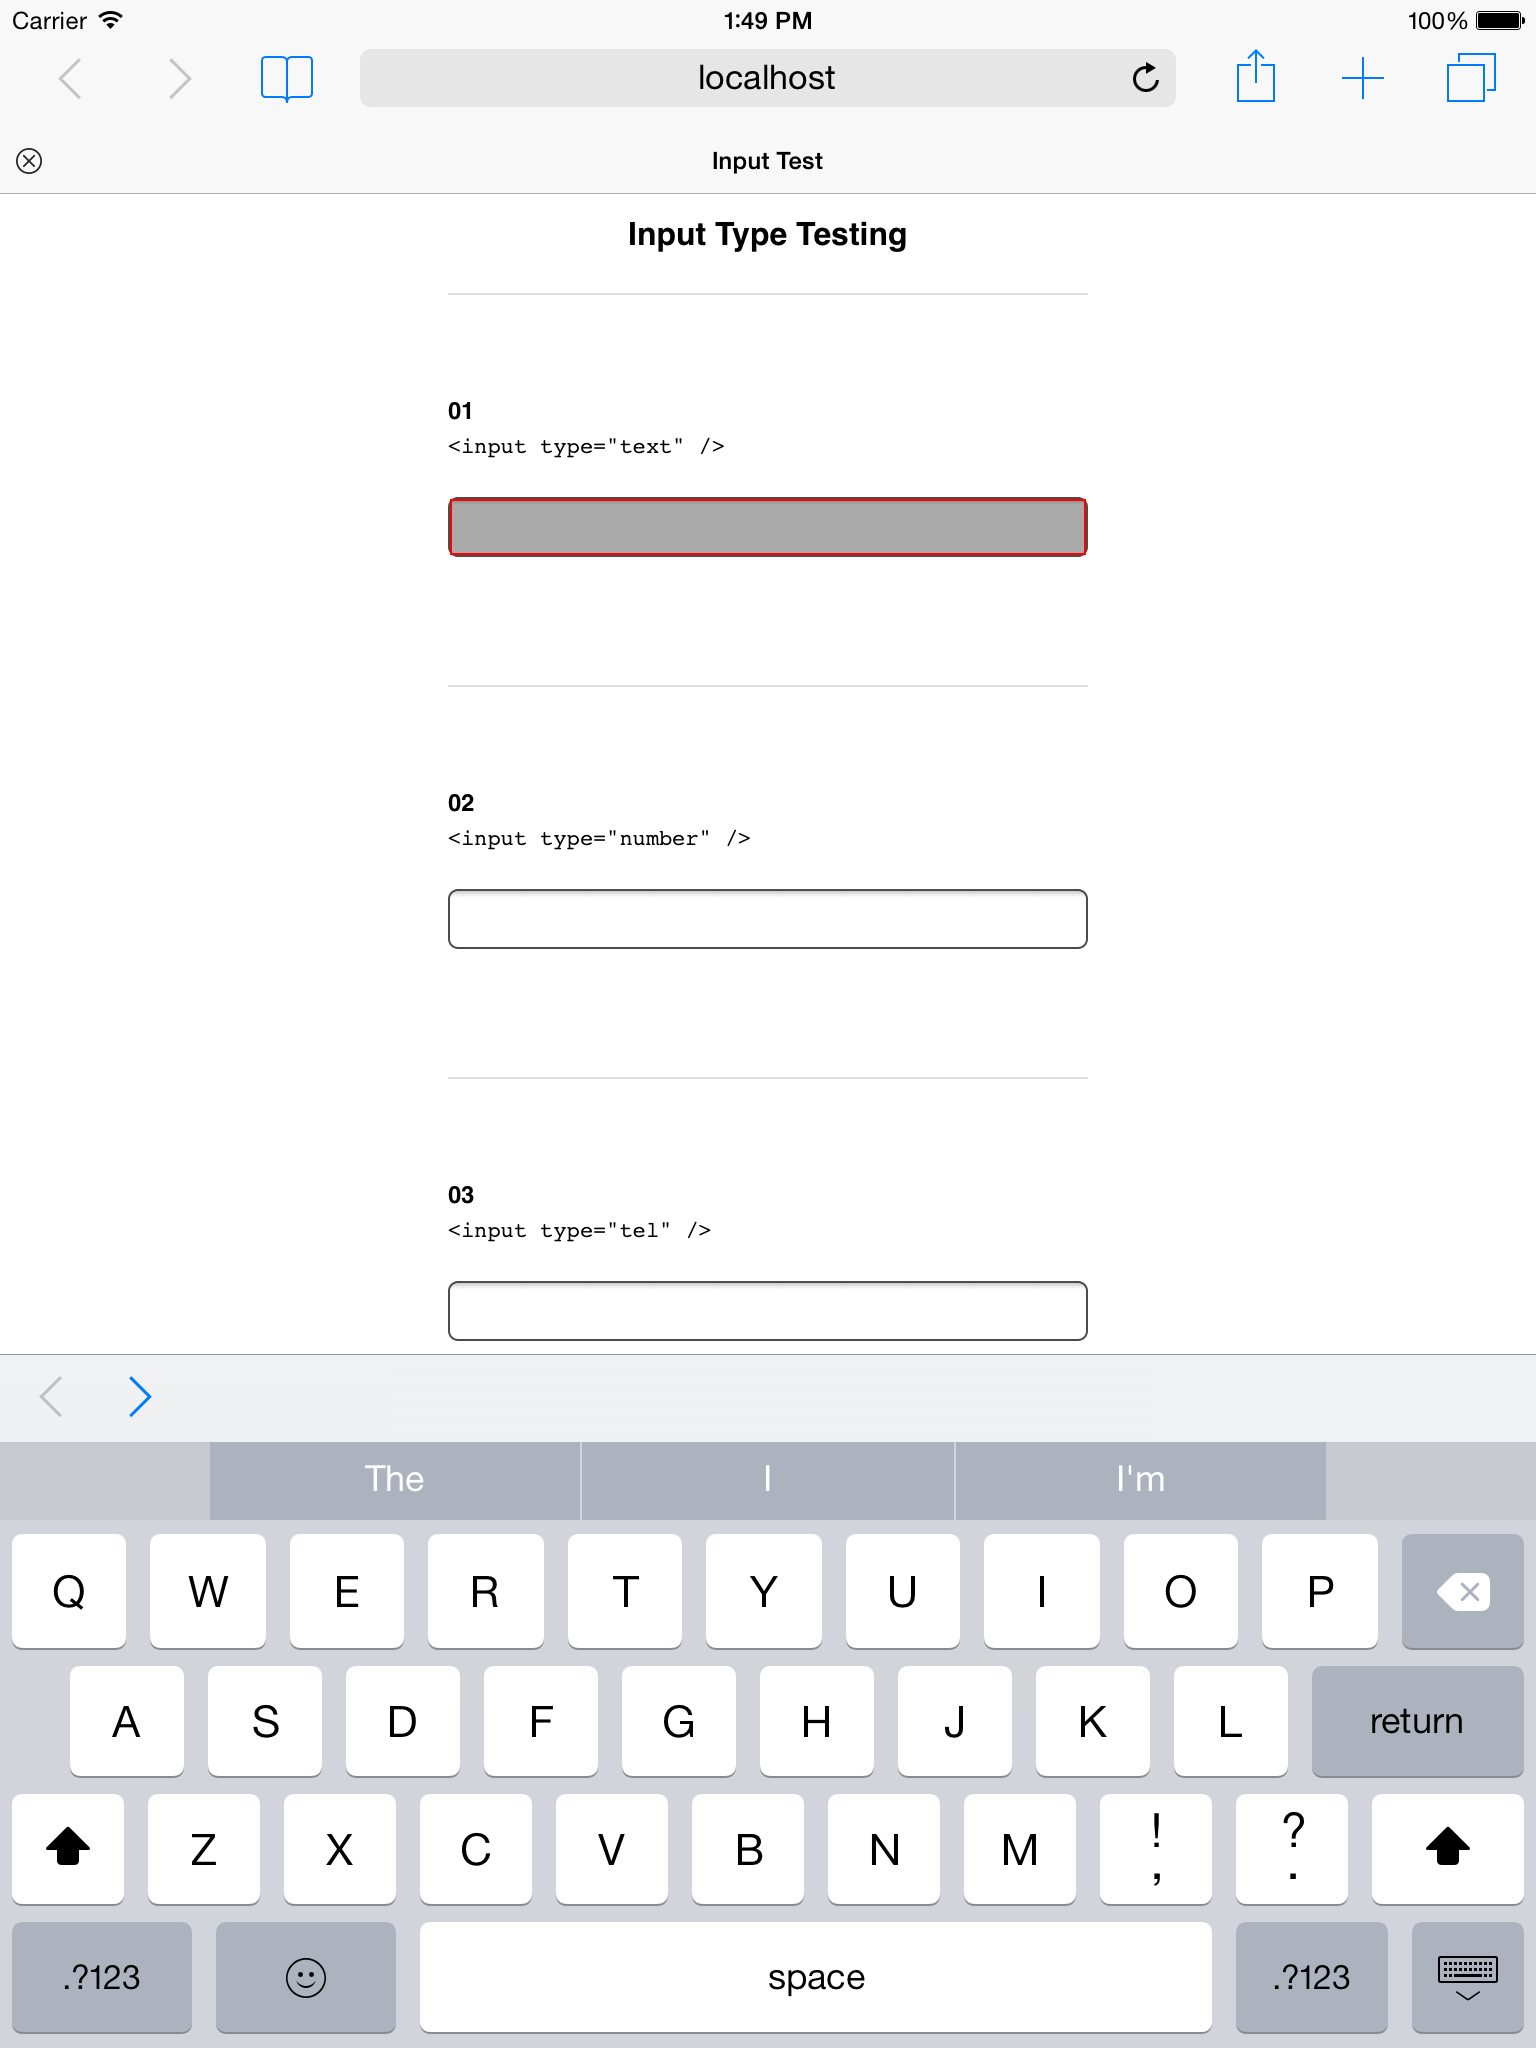 Carrier 1:49 PM 100%
localhost
Input Test
Input Type Testing
01
<input type="text" />
02
<input type="number" />
03
<input type="tel" />
The I I'm
Q W E R T Y U I O P
A S D F G H J K L return
Z X C V B N M ! ?
, .
.?123 space .?123